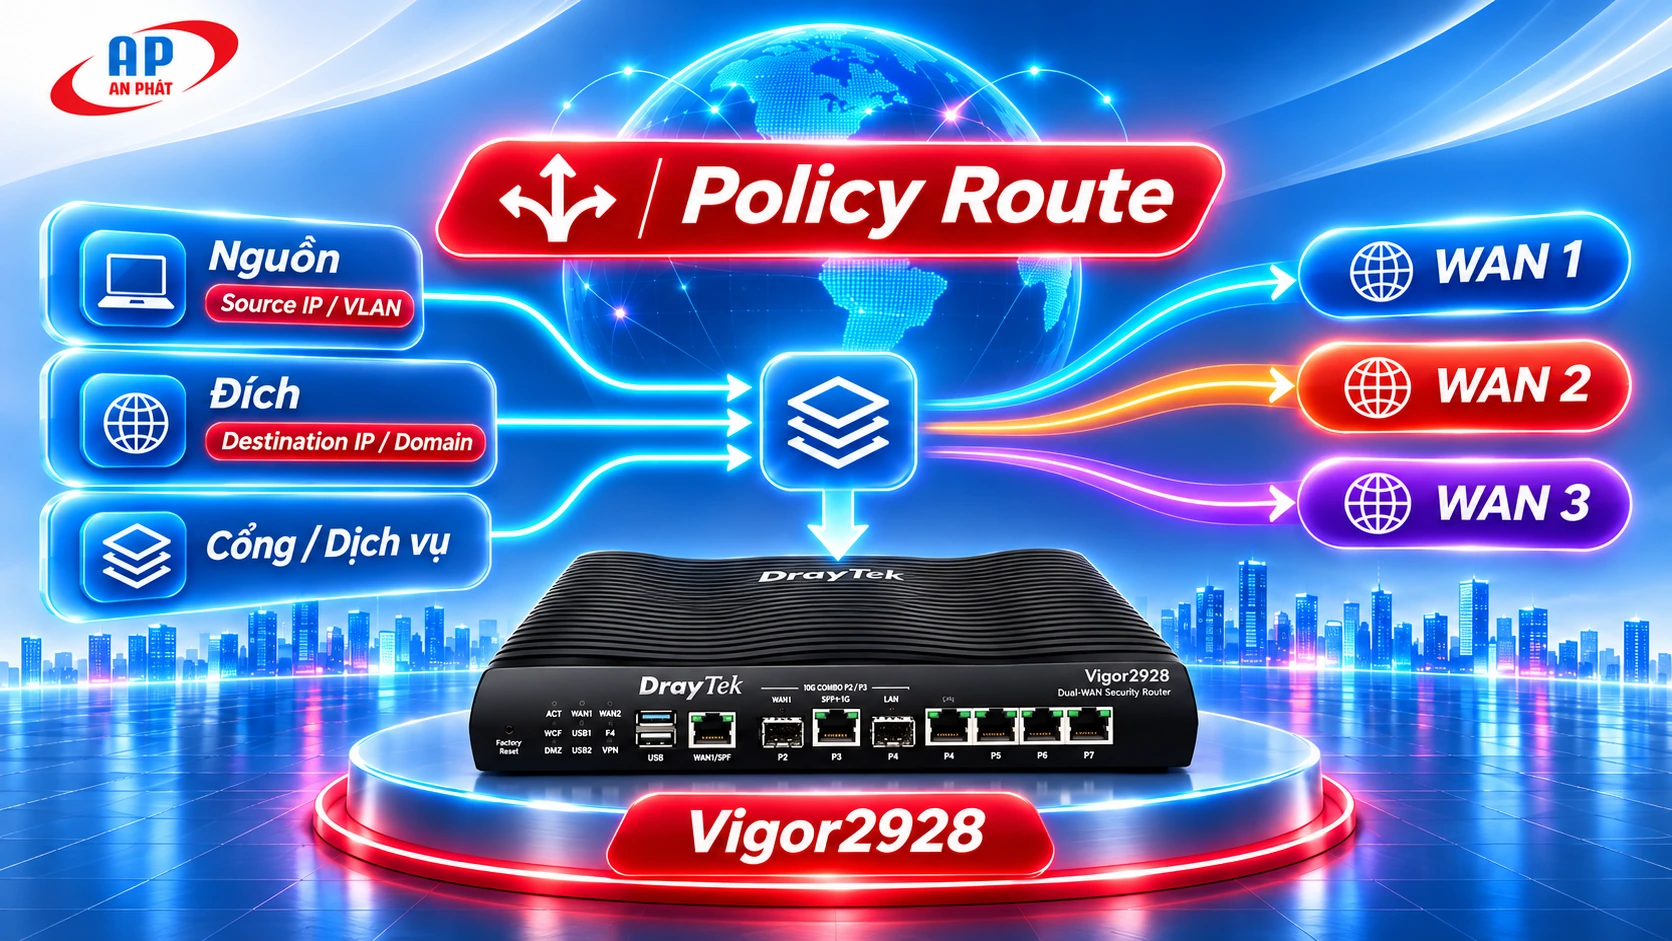 AP
AN PHÁT
Policy Route
Nguồn
Source IP / VLAN
Đích
Destination IP / Domain
Cổng / Dịch vụ
WAN 1
WAN 2
WAN 3
DrayTek
DrayTek
10G COMBO P2 / P3
Vigor2928
Dual-WAN Security Router
WAN1
SFP+1G
LAN
ACT WAN1 WAN2
WCF USB1 F4
DMZ USB2 VPN
Factory
Reset
USB
WAN1/SPF
P2
P3
P4
P4
P5
P6
P7
Vigor2928